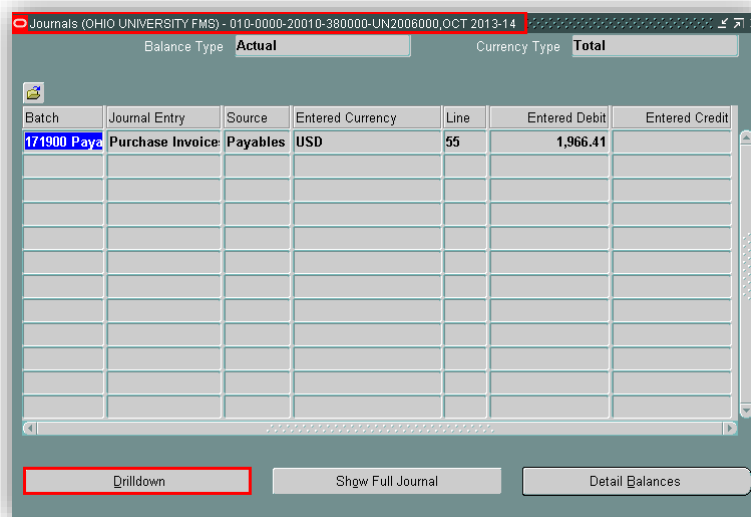 Journals (OHIO UNIVERSITY FMS) - 010-0000-20010-380000-UN2006000,OCT 2013-14
Balance Type Actual Currency Type Total
Batch Journal Entry Source Entered Currency Line Entered Debit Entered Credit
171900 Paya Purchase Invoice Payables USD 55 1,966.41
Drilldown Show Full Journal Detail Balances